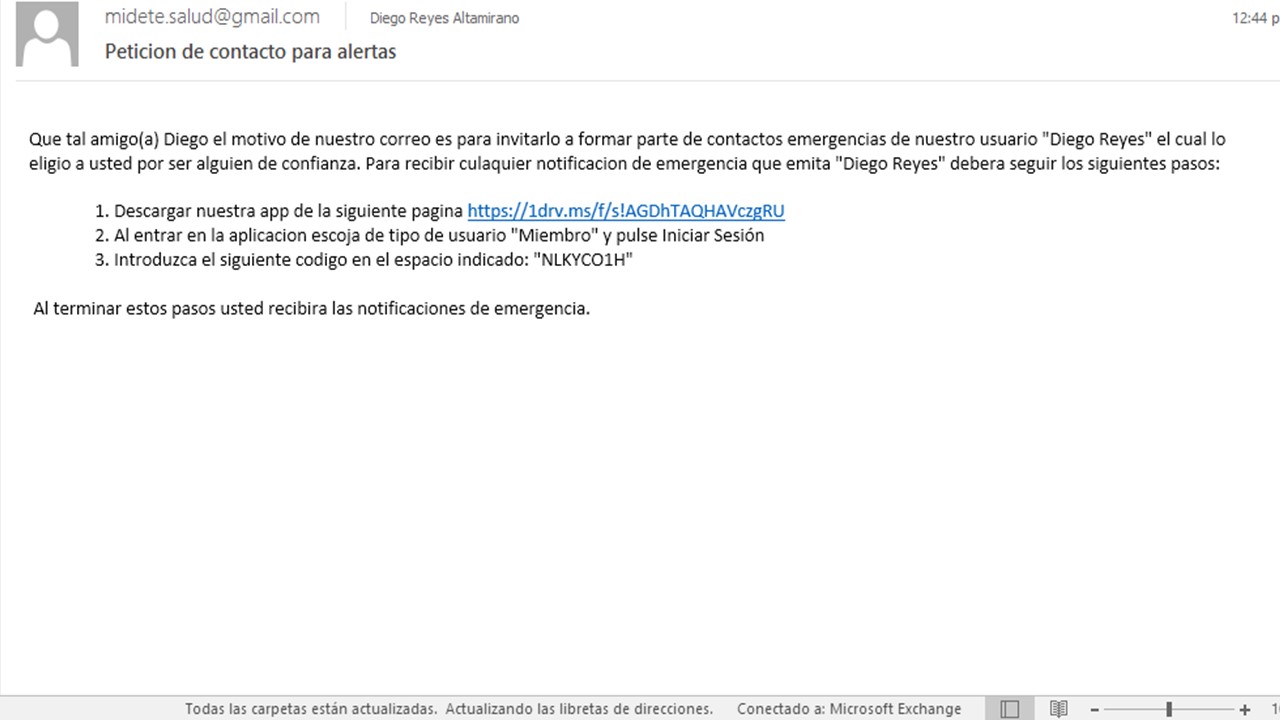 midete.salud@gmail.com Diego Reyes Altamirano 12:44 p
Peticion de contacto para alertas
Que tal amigo(a) Diego el motivo de nuestro correo es para invitarlo a formar parte de contactos emergencias de nuestro usuario "Diego Reyes" el cual lo
eligio a usted por ser alguien de confianza. Para recibir culaquier notificacion de emergencia que emita "Diego Reyes" debera seguir los siguientes pasos:
1. Descargar nuestra app de la siguiente pagina https://1drv.ms/f/s!AGDhTAQHAVczgRU
2. Al entrar en la aplicacion escoja de tipo de usuario "Miembro" y pulse Iniciar Sesión
3. Introduzca el siguiente codigo en el espacio indicado: "NLKYCO1H"
Al terminar estos pasos usted recibira las notificaciones de emergencia.
Todas las carpetas están actualizadas. Actualizando las libretas de direcciones. Conectado a: Microsoft Exchange